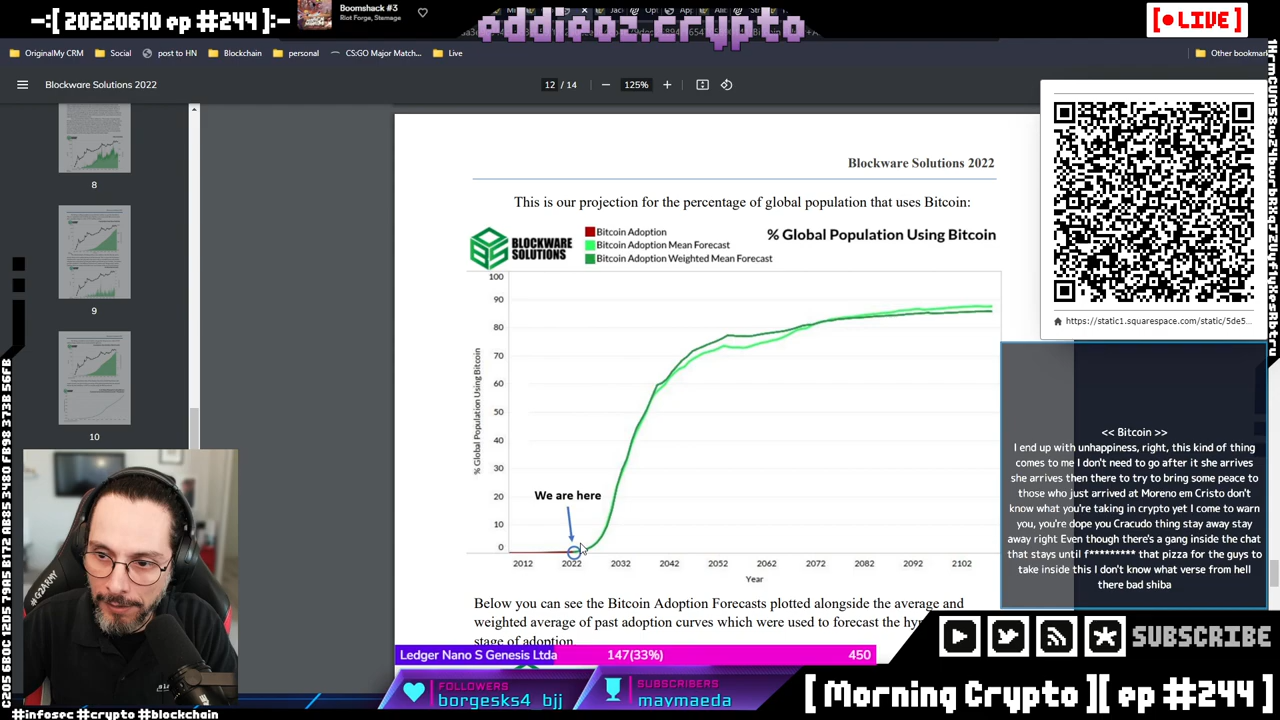 -:[ 20220610 ep #244 ]:-
Boomshack #3
Riot Forge, Stemage
eddieoz.crypto
[ • LIVE ]
OriginalMy CRM
Social
post to HN
Blockchain
personal
CS:GO Major Match...
Live
Other bookmar
Blockware Solutions 2022
12 / 14
125%
8
9
10
Blockware Solutions 2022
This is our projection for the percentage of global population that uses Bitcoin:
BLOCKWARE
SOLUTIONS
Bitcoin Adoption
Bitcoin Adoption Mean Forecast
Bitcoin Adoption Weighted Mean Forecast
% Global Population Using Bitcoin
% Global Population Using Bitcoin
100
90
80
70
60
50
40
30
20
10
0
We are here
2012
2022
2032
2042
2052
2062
2072
2082
2092
2102
Year
Below you can see the Bitcoin Adoption Forecasts plotted alongside the average and
weighted average of past adoption curves which were used to forecast the
stage of adoption
https://static1.squarespace.com/static/5de5...
<< Bitcoin >>
I end up with unhappiness, right, this kind of thing
comes to me I don't need to go after it she arrives
she arrives then there to try to bring some peace to
those who just arrived at Moreno em Cristo don't
know what you're taking in crypto yet I come to warn
you, you're dope you Cracudo thing stay away stay
away right Even though there's a gang inside the chat
that stays until f********* that pizza for the guys to
take inside this I don't know what verse from hell
there bad shiba
Ledger Nano S Genesis Ltda
147(33%)
450
FOLLOWERS
borgesks4_bjj
SUBSCRIBERS
maymaeda
SUBSCRIBE
[ Morning Crypto ][ ep #244 ]
#infosec #crypto #blockchain